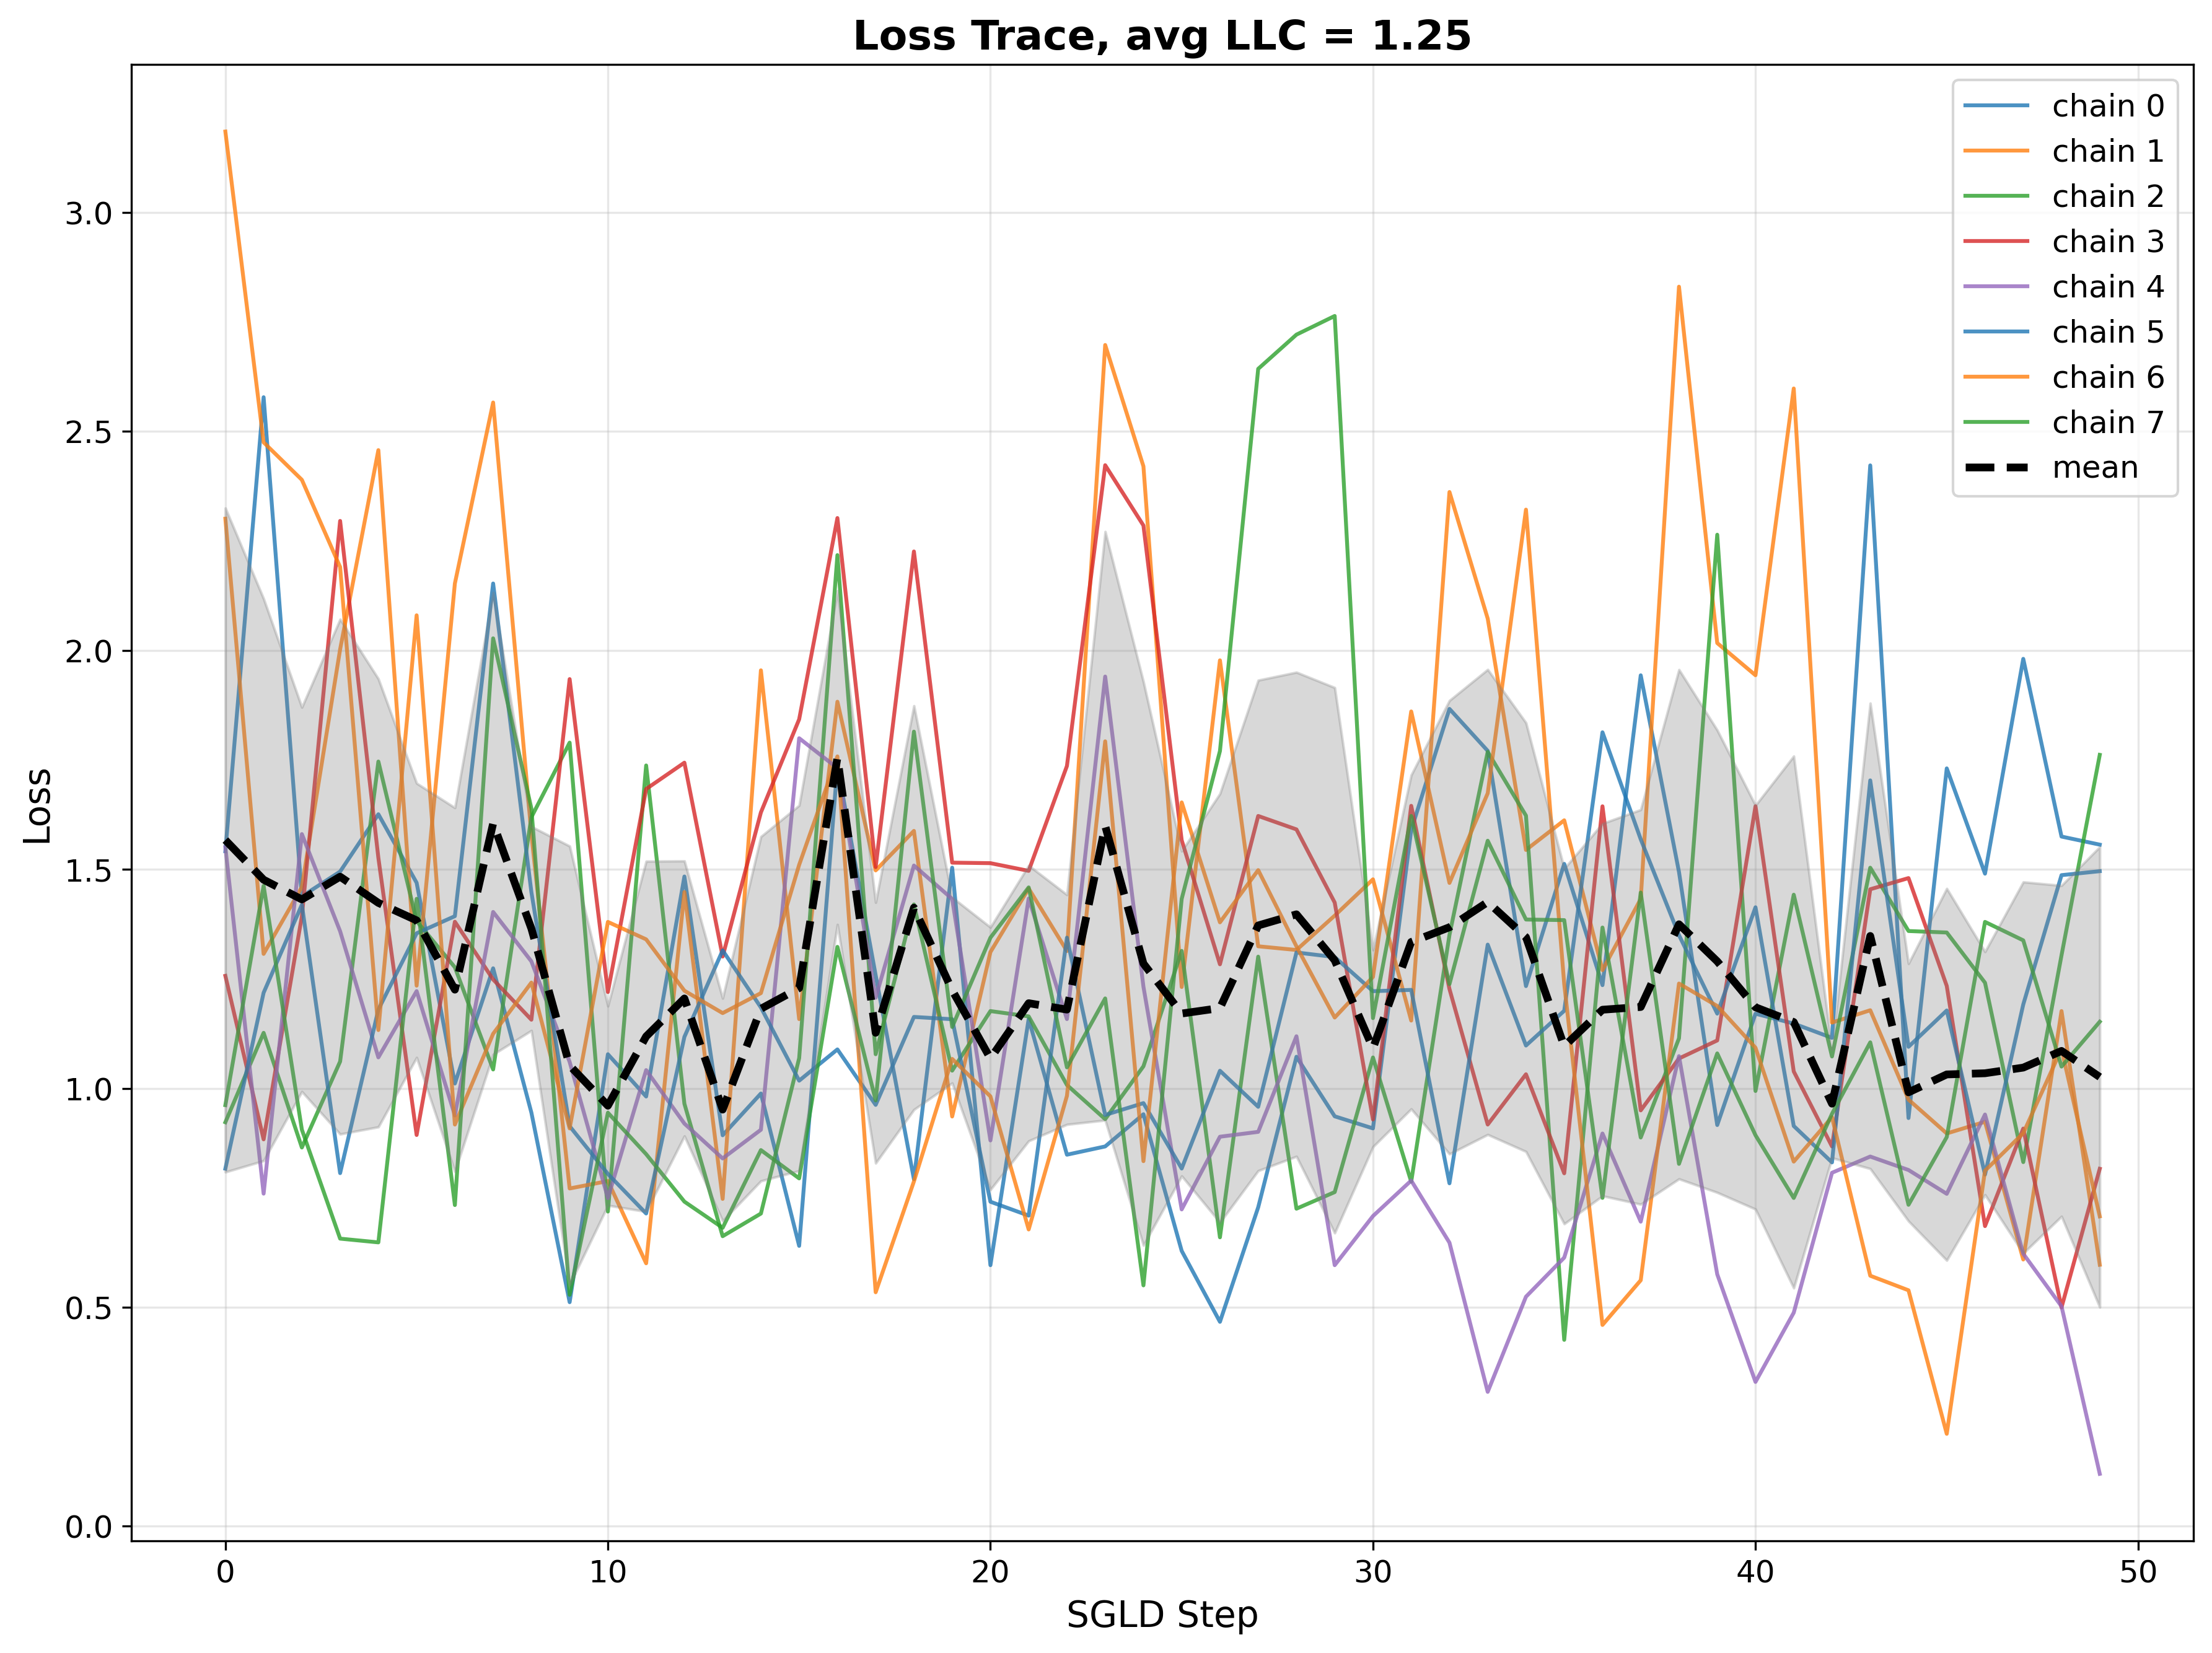 Loss Trace, avg LLC = 1.25
chain 0
chain 1
chain 2
chain 3
chain 4
chain 5
chain 6
chain 7
mean
Loss
3.0
2.5
2.0
1.5
1.0
0.5
0.0
0 10 20 30 40 50
SGLD Step